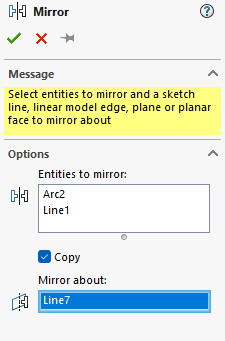 Mirror
Message
Select entities to mirror and a sketch
line, linear model edge, plane or planar
face to mirror about
Options
Entities to mirror:
Arc2
Line1
Copy
Mirror about:
Line7